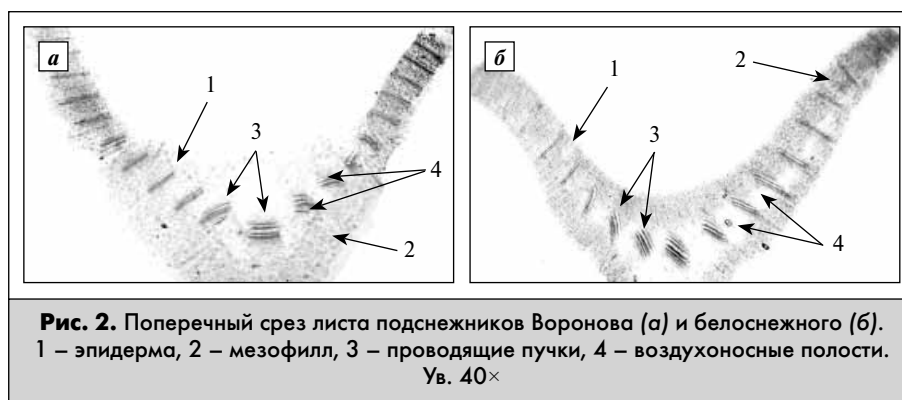 а
1
3
4
2
б
1
2
3
4
Рис. 2. Поперечный срез листа подснежников Воронова (а) и белоснежного (б).
1 – эпидерма, 2 – мезофилл, 3 – проводящие пучки, 4 – воздухоносные полости.
Ув. 40×